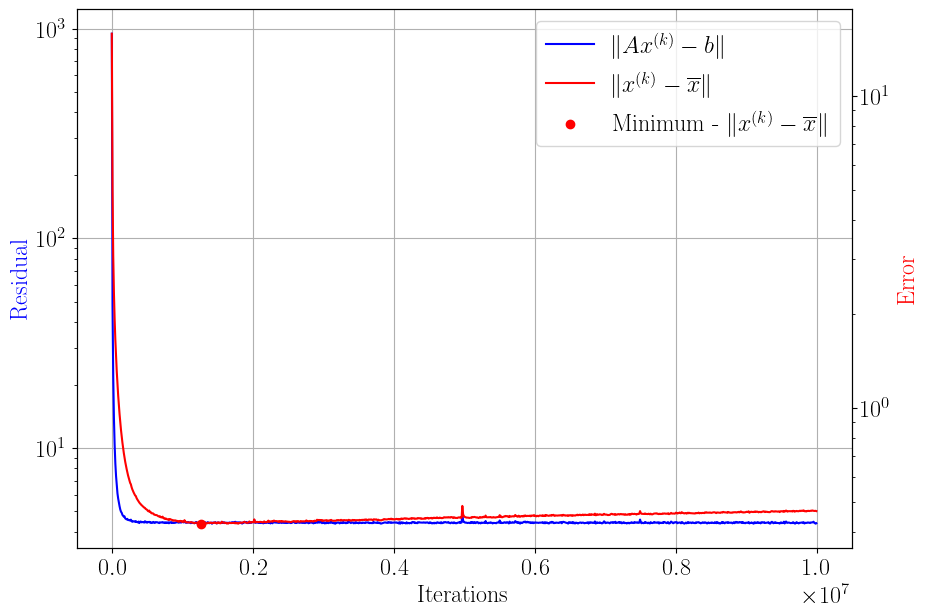 10³
10²
10¹
Residual
‖Ax⁽ᵏ⁾ − b‖
‖x⁽ᵏ⁾ − x̅‖
Minimum - ‖x⁽ᵏ⁾ − x̅‖
10¹
10⁰
Error
0.0 0.2 0.4 0.6 0.8 1.0
×10⁷
Iterations